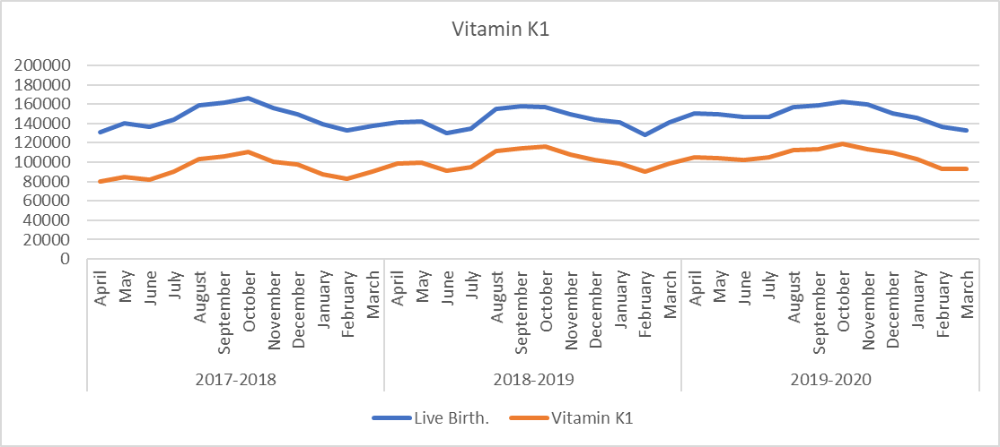 Vitamin K1
200000
180000
160000
140000
120000
100000
80000
60000
40000
20000
0
April
May
June
July
August
September
October
November
December
January
February
March
April
May
June
July
August
September
October
November
December
January
February
March
April
May
June
July
August
September
October
November
December
January
February
March
2017-2018
2018-2019
2019-2020
Live Birth.
Vitamin K1